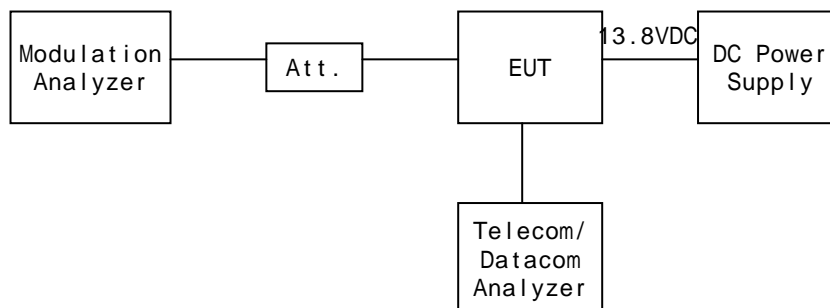 Modulation
Analyzer
Att.
EUT
13.8VDC
DC Power
Supply
Telecom/
Datacom
Analyzer